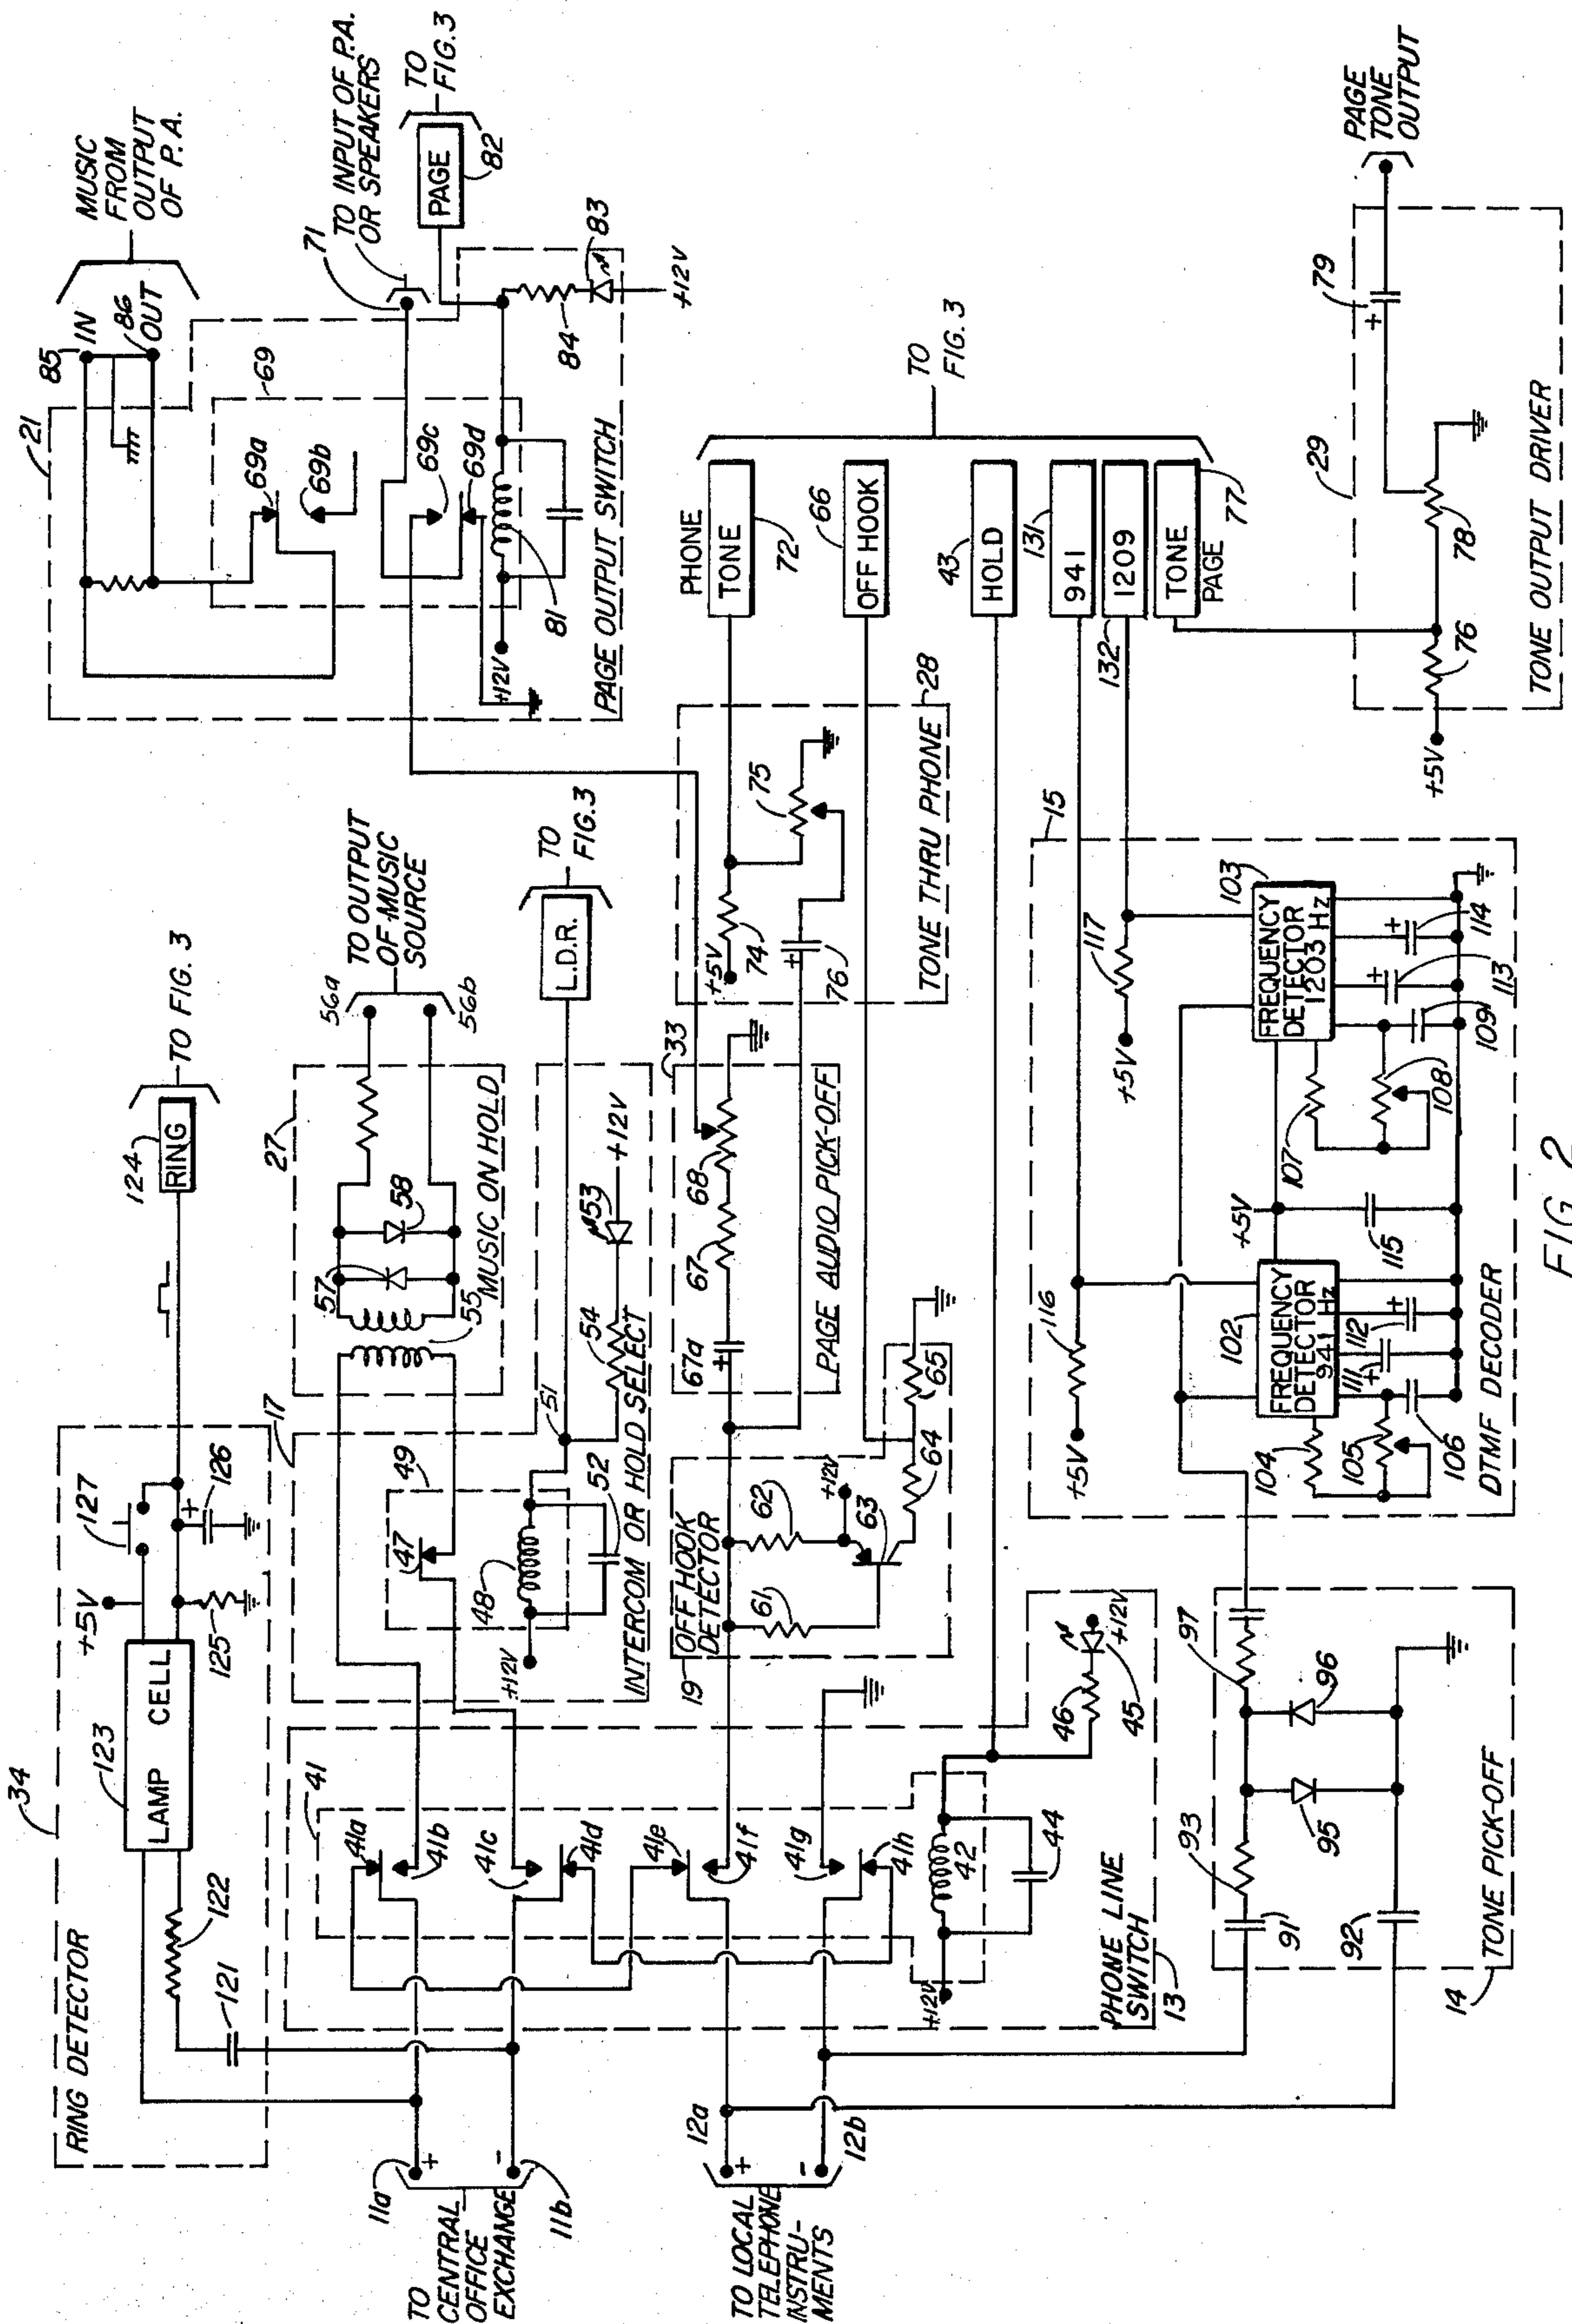 34
RING DETECTOR
123
LAMP CELL
+5V
127
+
126
125
122
121
124
RING
TO FIG. 3
11a
+
TO
CENTRAL
OFFICE
EXCHANGE
-
11b
41
41a
41b
41c
41d
41e
41f
41g
41h
42
44
+12V
46
45
+12V
PHONE LINE
SWITCH
13
17
49
47
48
+12V
52
51
54
53
+12V
INTERCOM OR HOLD SELECT
27
57
58
55
MUSIC ON HOLD
56a
56b
TO OUTPUT
OF MUSIC
SOURCE
L.D.R.
TO
FIG.3
21
85
IN
86
OUT
MUSIC
FROM
OUTPUT
OF P.A.
69
69a
69b
69c
69d
71
TO INPUT OF P.A.
OR SPEAKERS
PAGE
82
TO
FIG.3
81
+12V
84
83
+12V
PAGE OUTPUT SWITCH
12a
+
-
12b
TO LOCAL
TELEPHONE
INSTRU-
MENTS
19
OFF HOOK
DETECTOR
61
62
+12V
63
64
65
33
67a
+
67
68
PAGE AUDIO PICK-OFF
+5V
74
75
76
+
28
TONE THRU PHONE
PHONE
TONE
72
66
OFF HOOK
43
HOLD
131
941
132
1209
TONE
PAGE
77
TO
FIG.3
91
92
93
95
96
97
14
TONE PICK-OFF
15
+5V
116
117
+5V
102
FREQUENCY
DETECTOR
941 Hz
103
FREQUENCY
DETECTOR
1203 Hz
+5V
104
105
106
111
+
112
+
115
107
108
109
113
+
114
+
DTMF DECODER
29
+5V
76
78
79
+
PAGE
TONE
OUTPUT
TONE OUTPUT DRIVER
FIG. 2